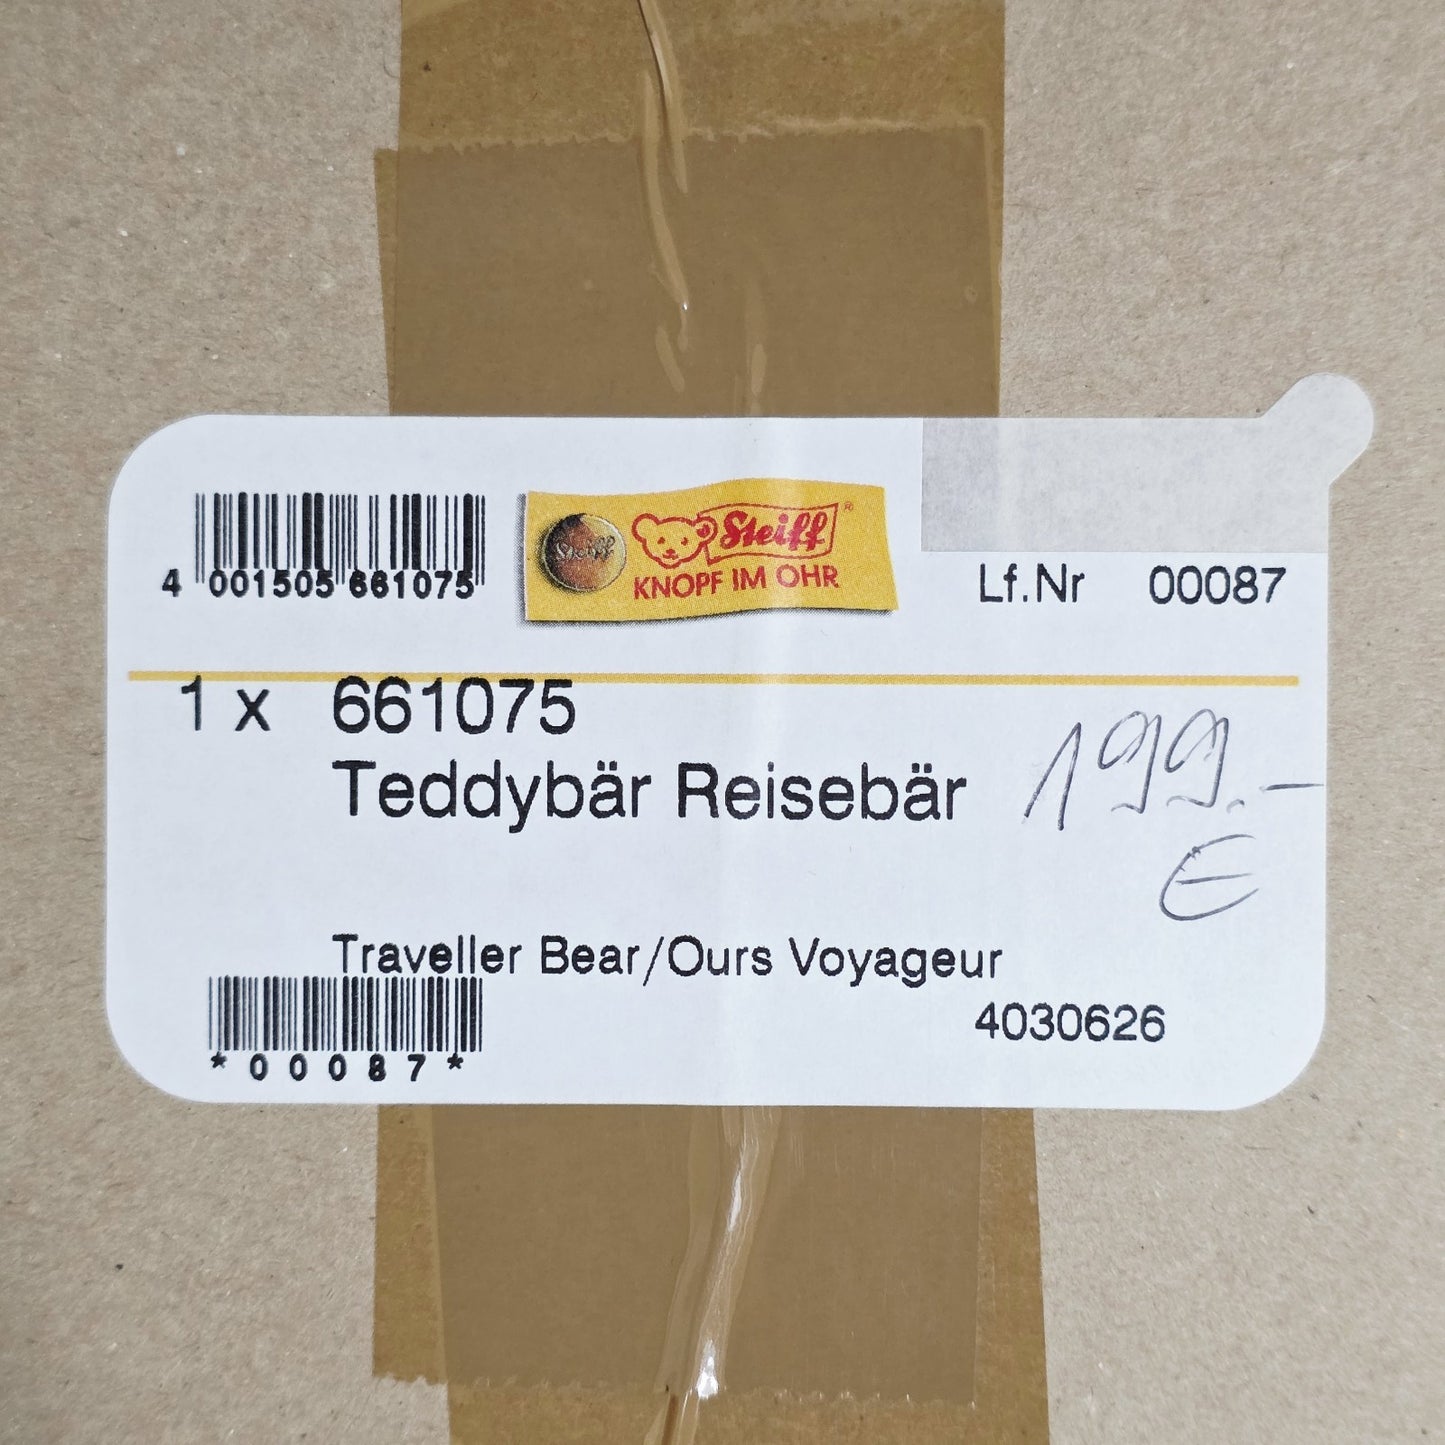 4 001505 661075
Steiff
Steiff®
KNOPF IM OHR
Lf.Nr 00087
1 x 661075
Teddybär Reisebär
199.-
€
Traveller Bear/Ours Voyageur
4030626
*00087*